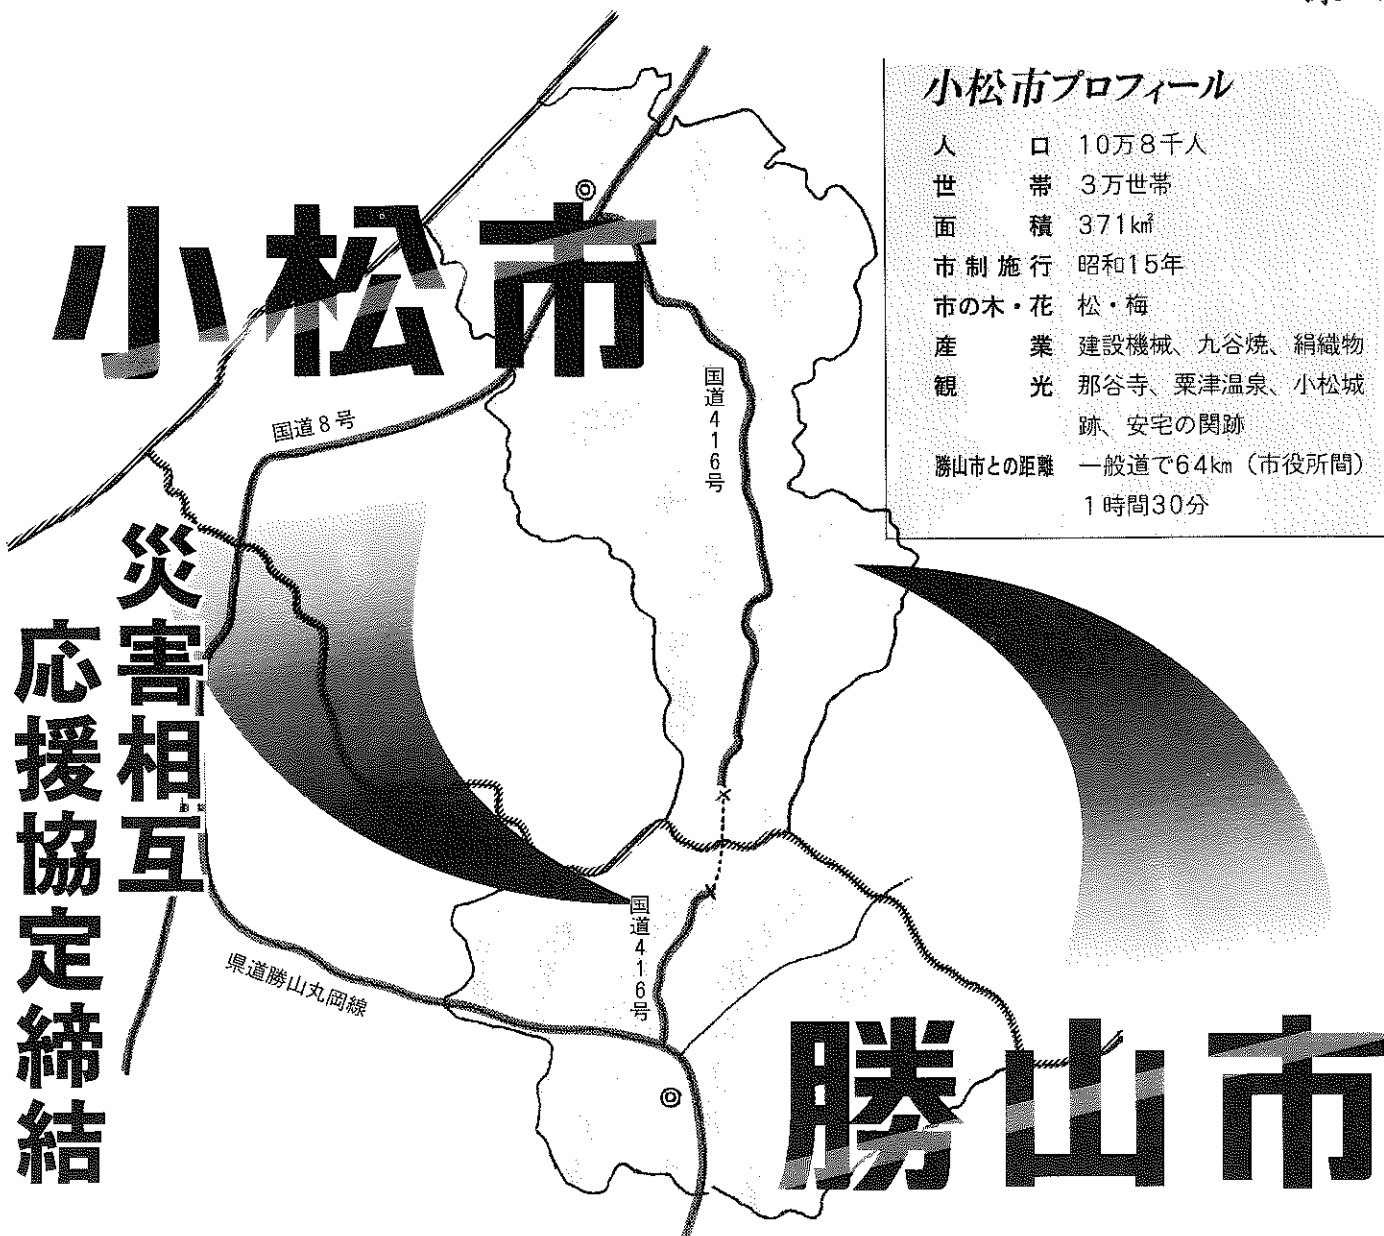 小松市
災害相互
応援協定締結
勝山市
小松市プロフィール
人口 10万8千人
世帯 3万世帯
面積 371㎢
市制施行 昭和15年
市の木・花 松・梅
産業 建設機械、九谷焼、絹織物
観光 那谷寺、粟津温泉、小松城
跡、安宅の関跡
勝山市との距離 一般道で64km（市役所間）
1時間30分
国道8号
国道416号
国道416号
県道勝山丸岡線